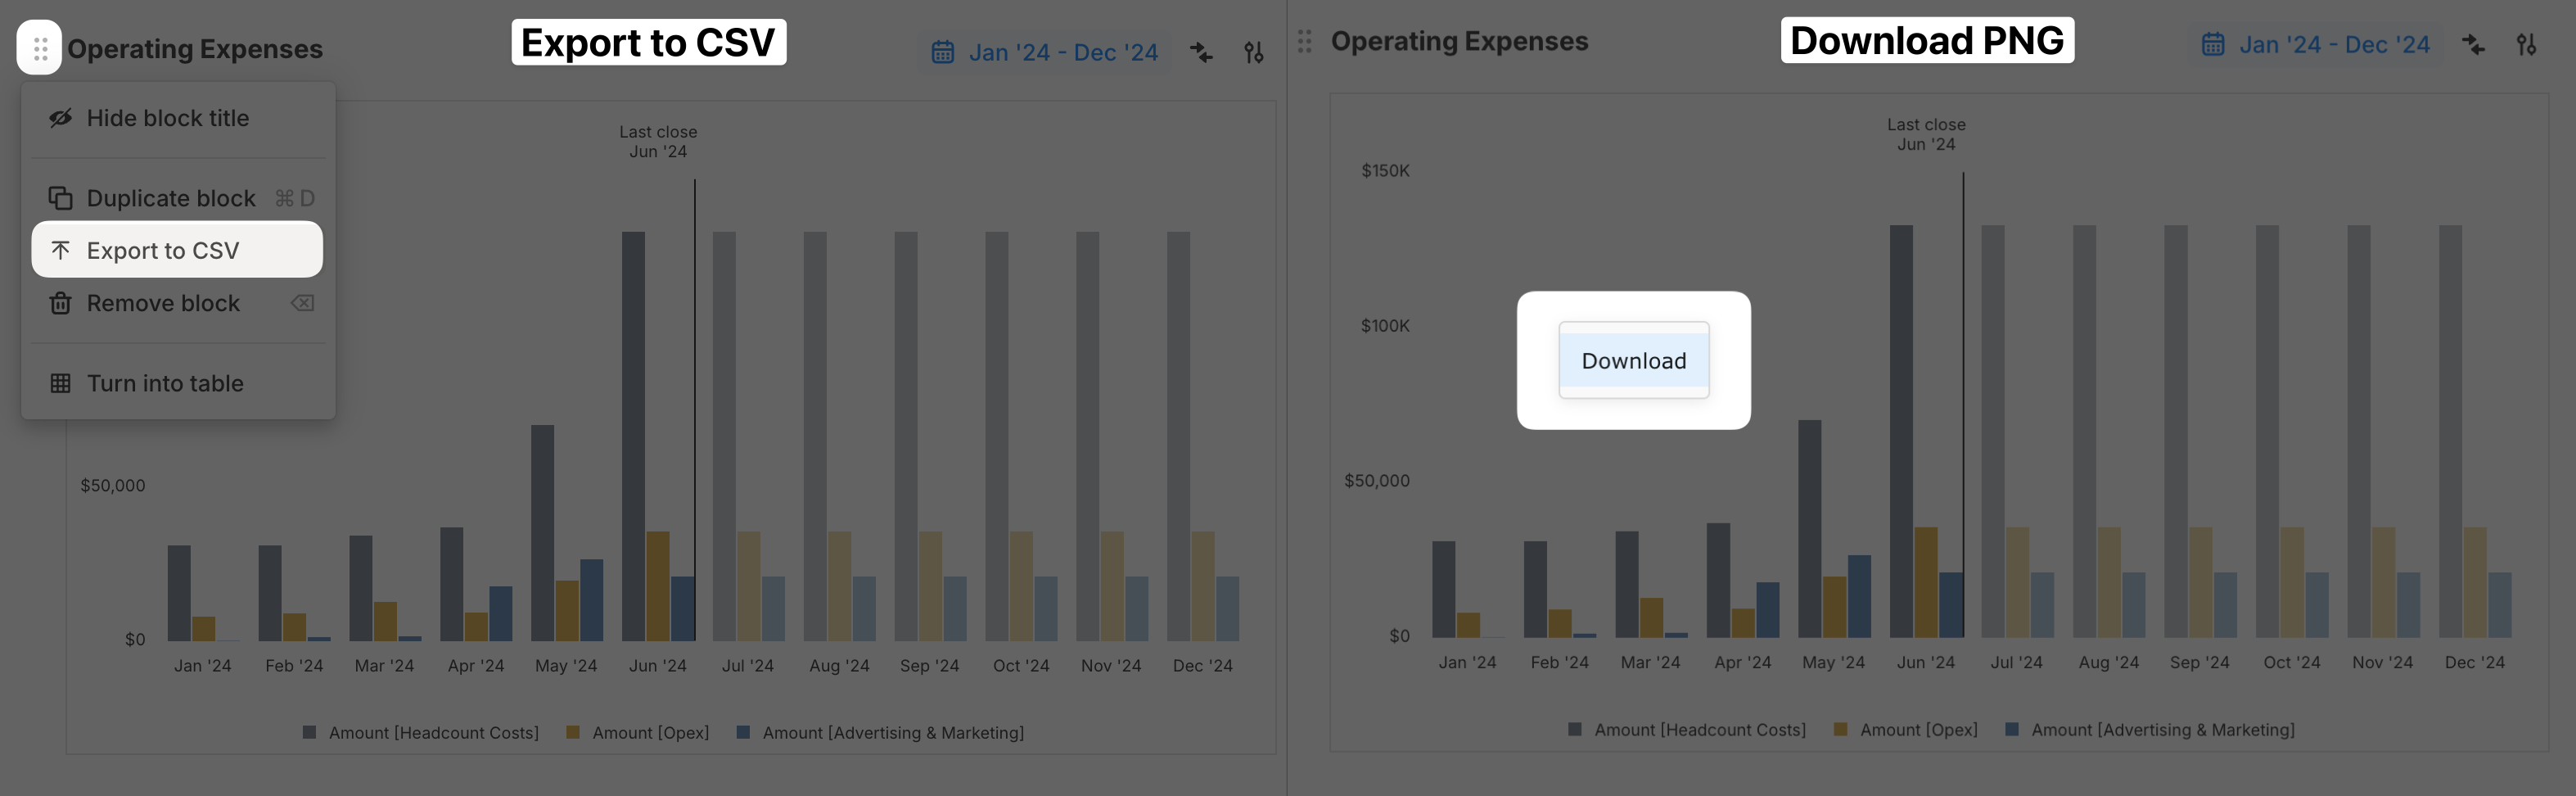 Operating Expenses
Export to CSV
Jan '24 - Dec '24
Hide block title
Duplicate block ⌘ D
Export to CSV
Remove block
Turn into table
Last close
Jun '24
$50,000
$0
Jan '24 Feb '24 Mar '24 Apr '24 May '24 Jun '24 Jul '24 Aug '24 Sep '24 Oct '24 Nov '24 Dec '24
Amount [Headcount Costs] Amount [Opex] Amount [Advertising & Marketing]
Operating Expenses
Download PNG
Jan '24 - Dec '24
Last close
Jun '24
$150K
$100K
Download
$50,000
$0
Jan '24 Feb '24 Mar '24 Apr '24 May '24 Jun '24 Jul '24 Aug '24 Sep '24 Oct '24 Nov '24 Dec '24
Amount [Headcount Costs] Amount [Opex] Amount [Advertising & Marketing]